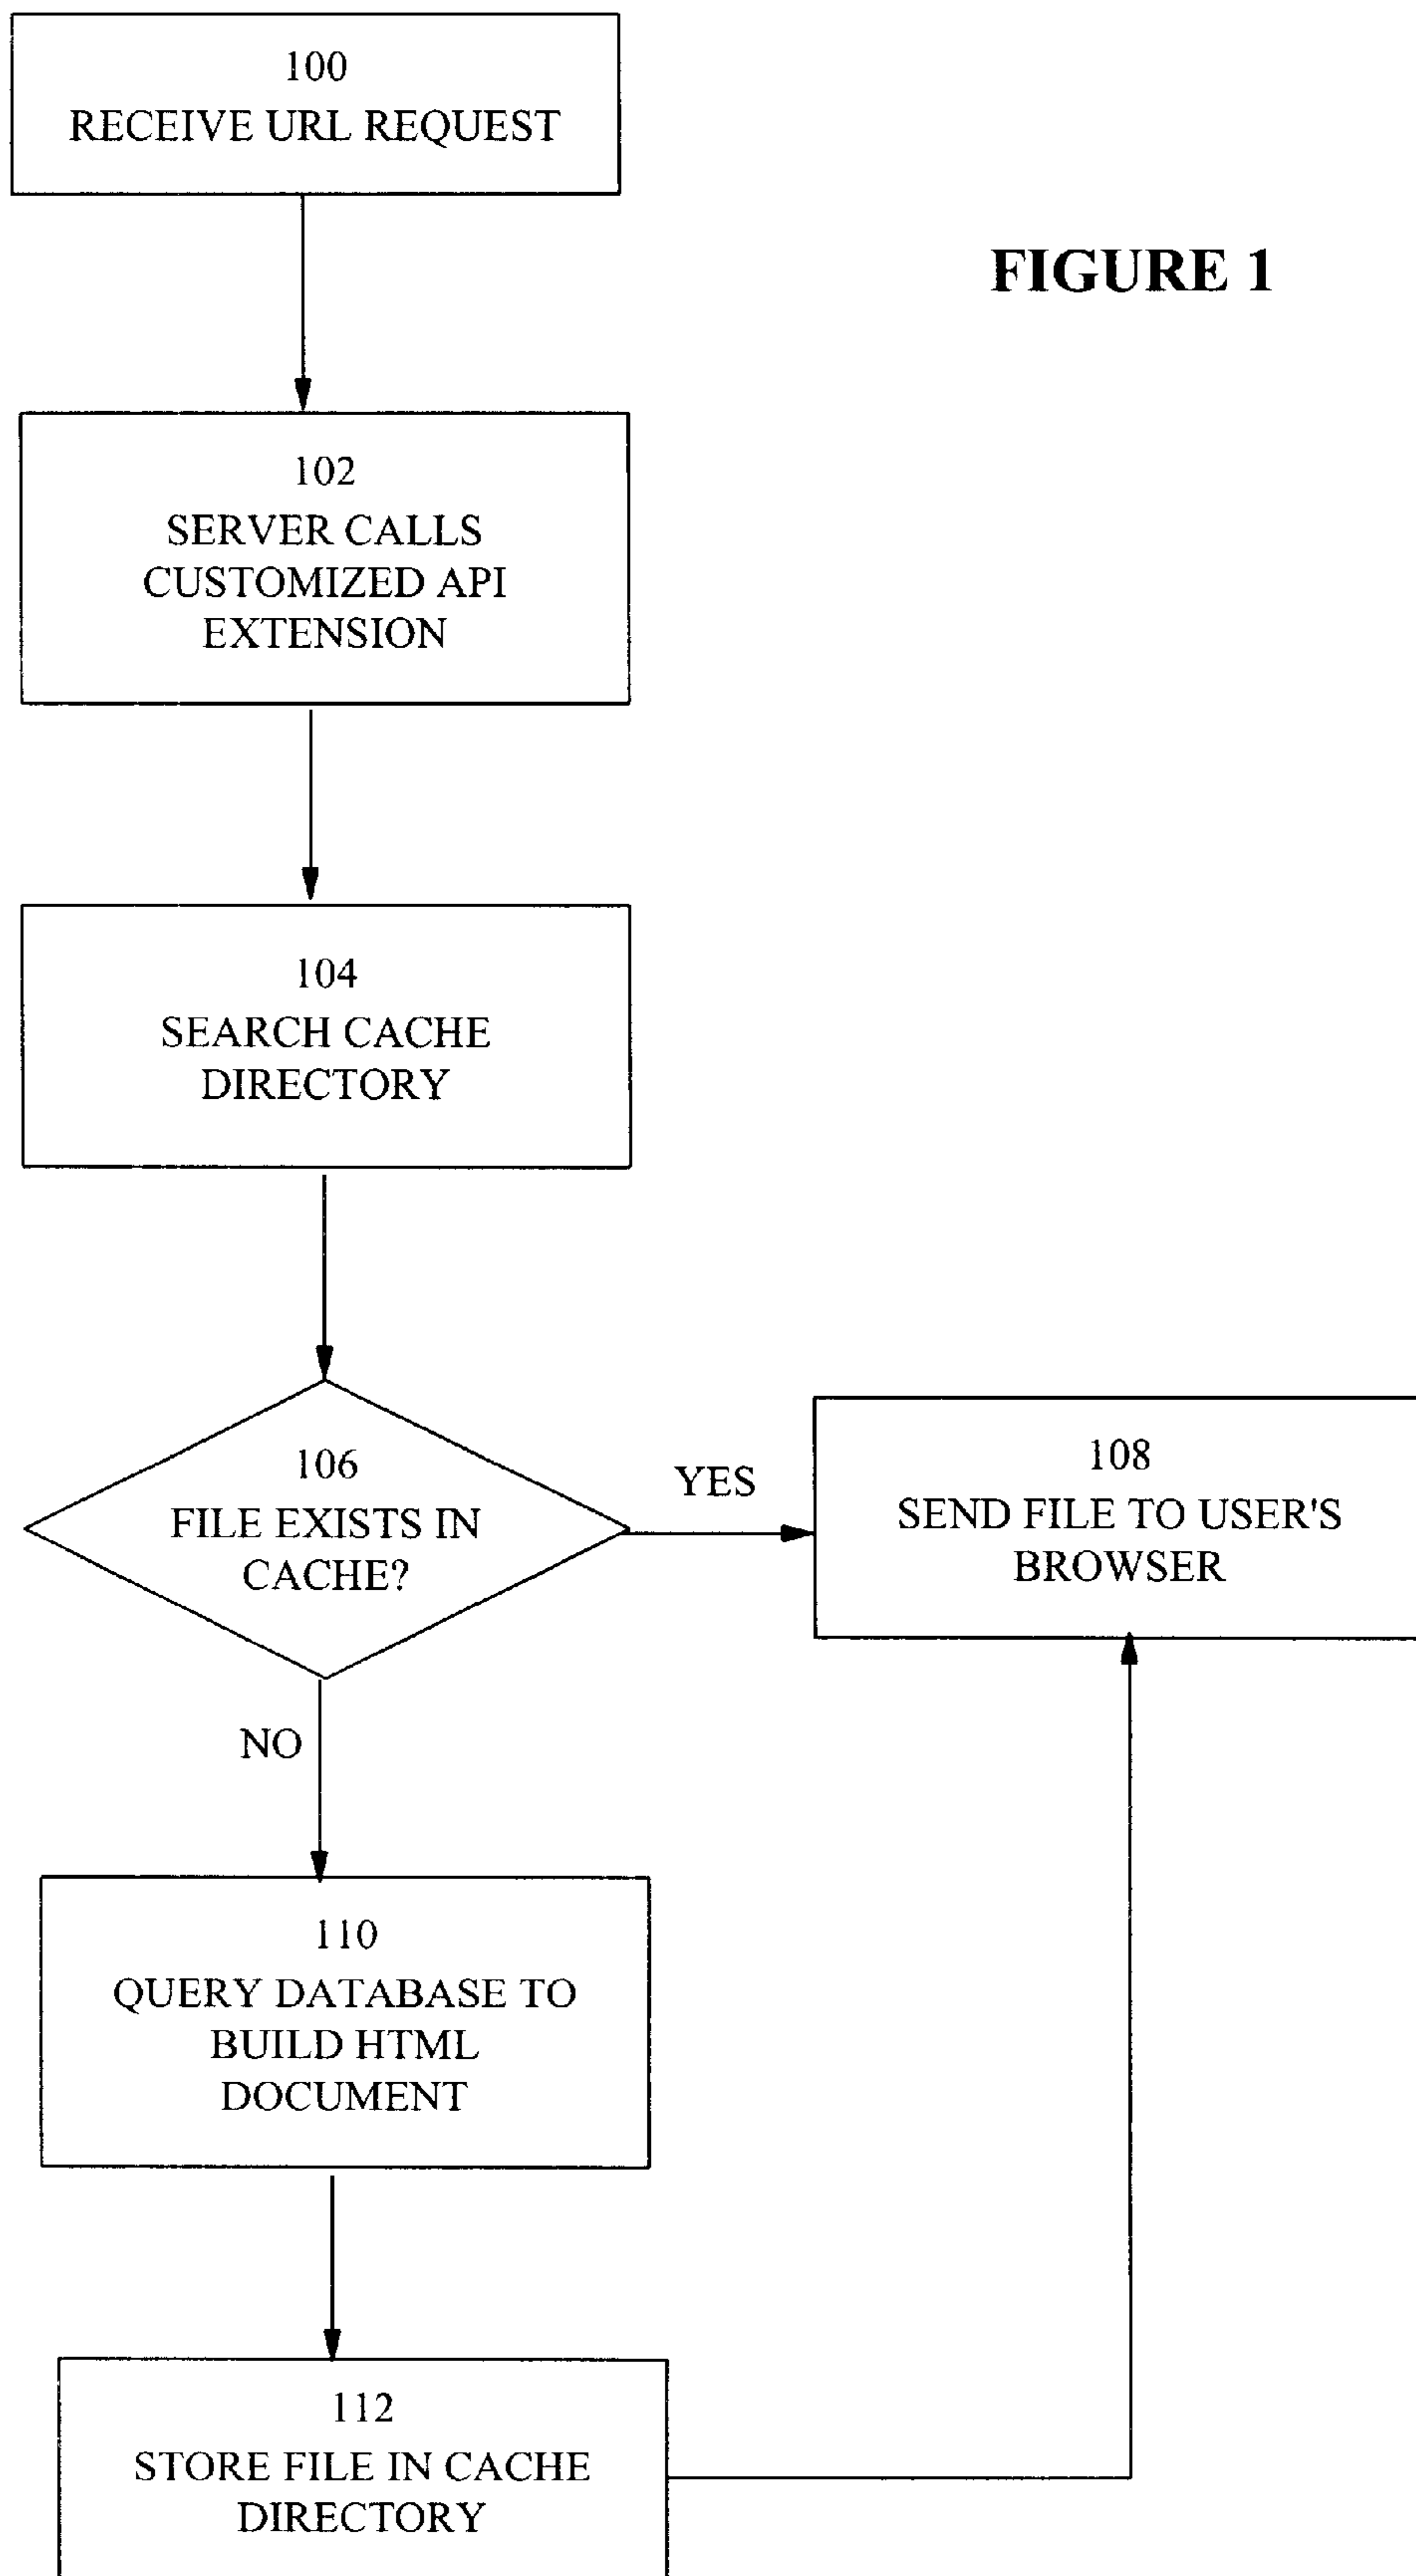 100
RECEIVE URL REQUEST
FIGURE 1
102
SERVER CALLS
CUSTOMIZED API
EXTENSION
104
SEARCH CACHE
DIRECTORY
106
FILE EXISTS IN
CACHE?
YES
108
SEND FILE TO USER'S
BROWSER
NO
110
QUERY DATABASE TO
BUILD HTML
DOCUMENT
112
STORE FILE IN CACHE
DIRECTORY